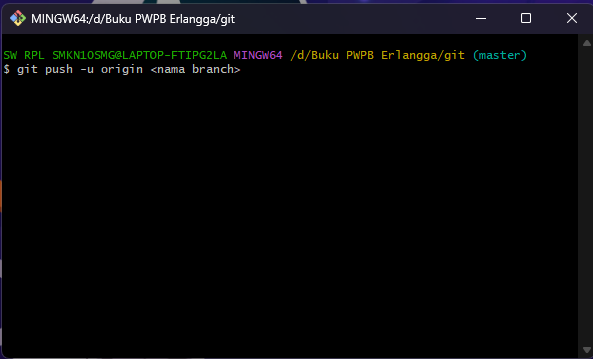 MINGW64:/d/Buku PWPB Erlangga/git
SW RPL SMKN1OSMG@LAPTOP-FTIPG2LA MINGW64 /d/Buku PWPB Erlangga/git (master)
$ git push -u origin <nama branch>